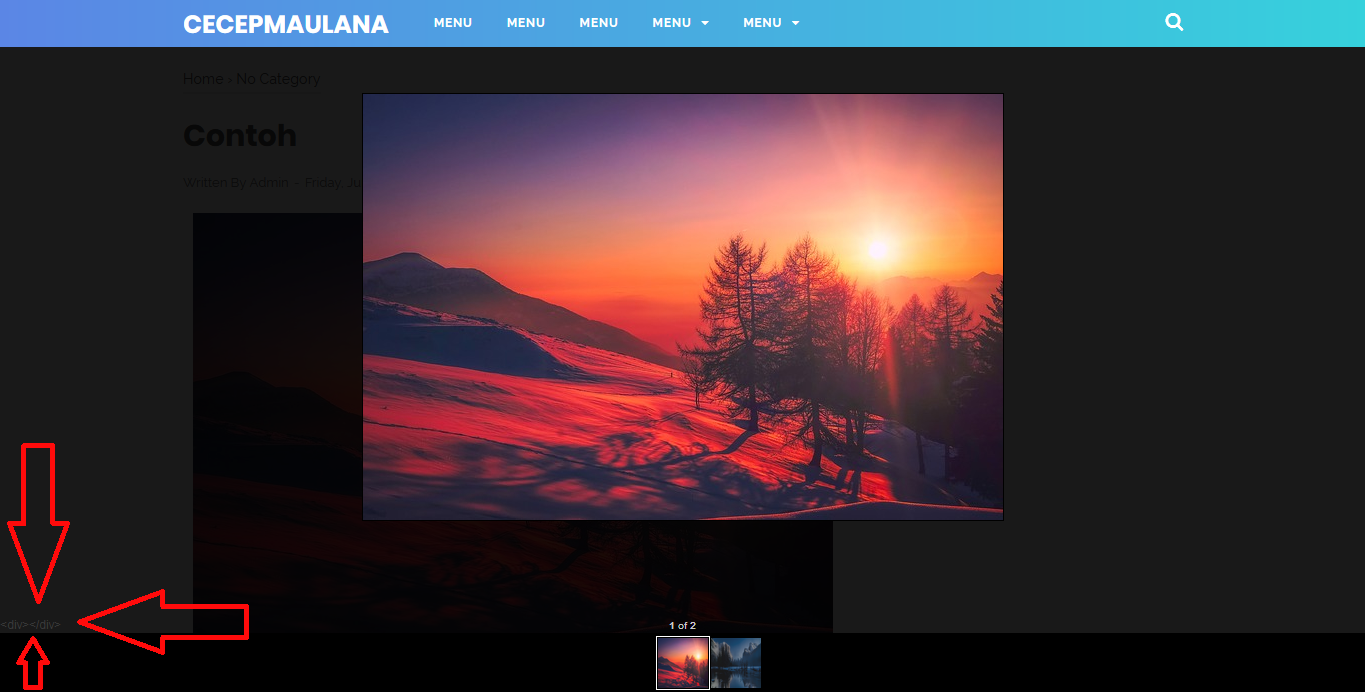 CECEPMAULANA MENU MENU MENU MENU MENU
Home › No Category
Contoh
Written By Admin - Friday, Ju
<div></div>
1 of 2